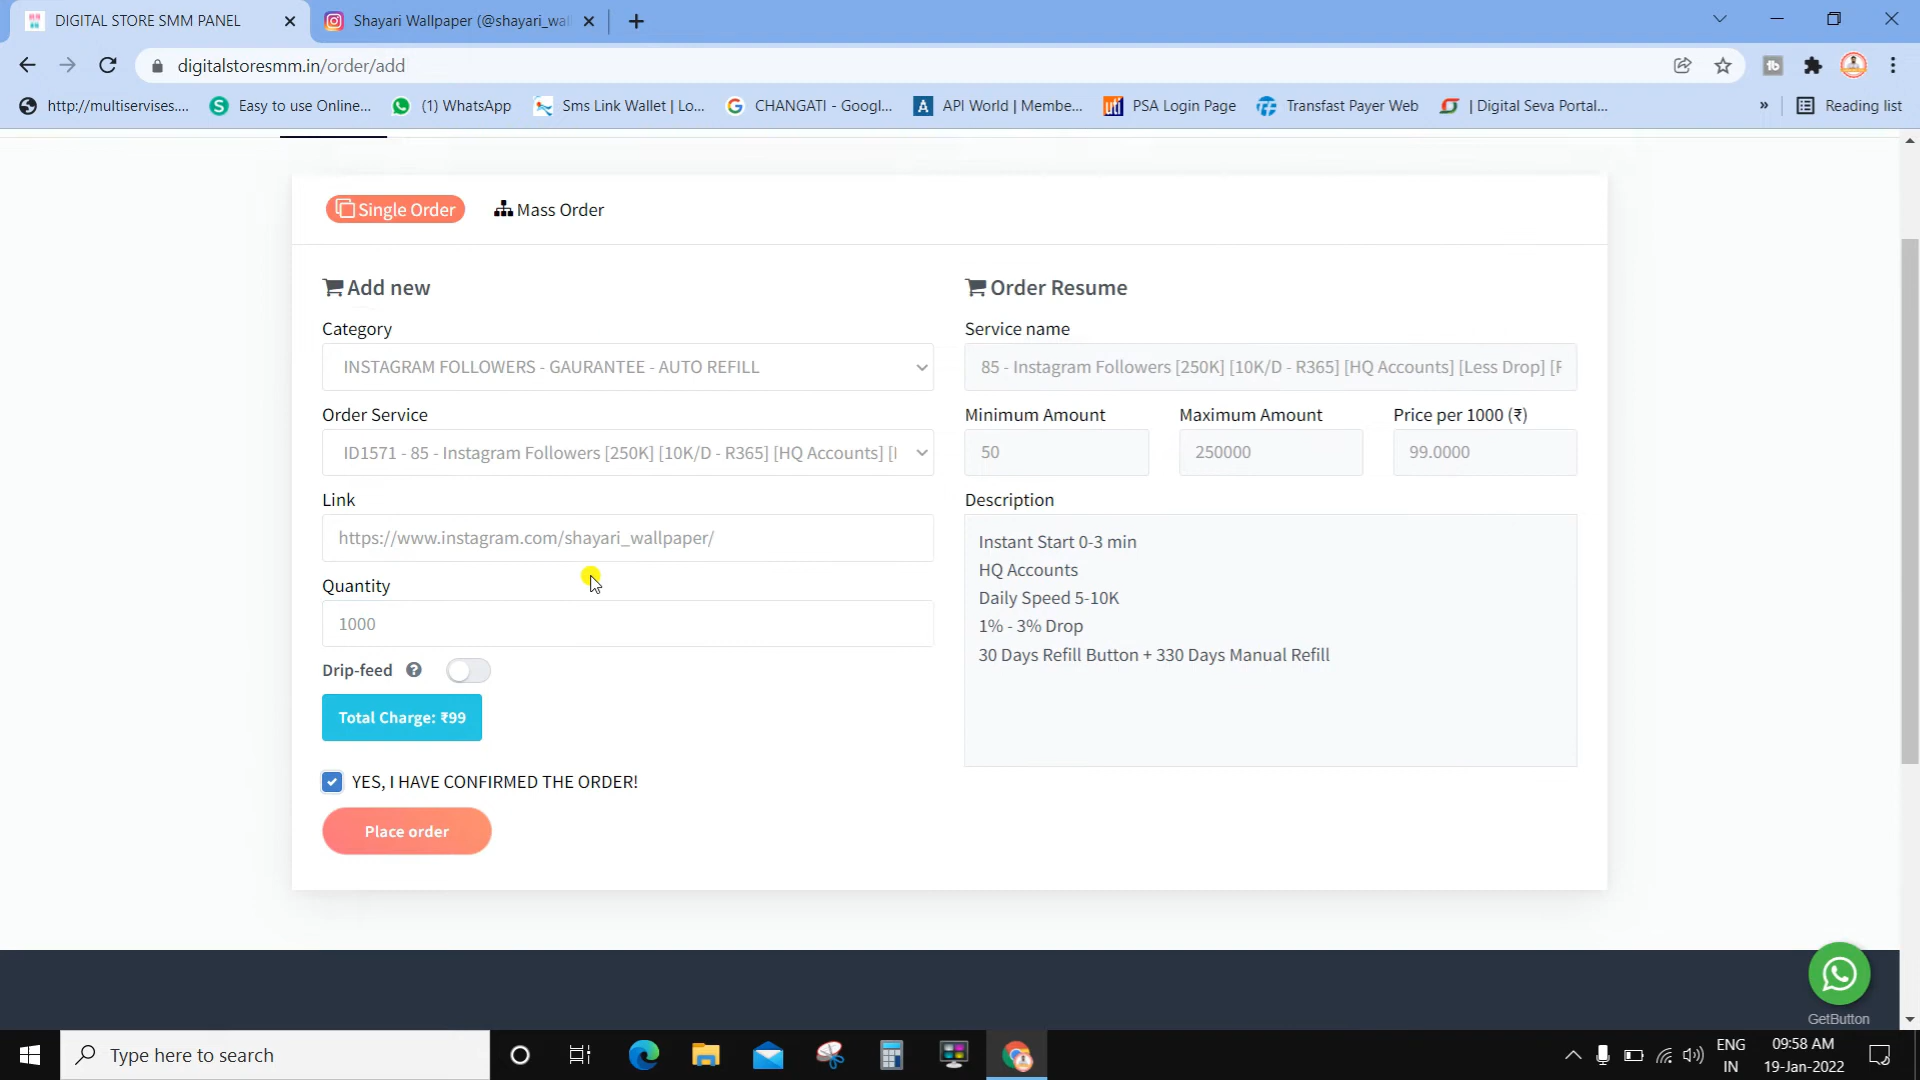 DIGITAL STORE SMM PANEL
Shayari Wallpaper (@shayari_wal
digitalstoresmm.in/order/add
http://multiservises....
Easy to use Online...
(1) WhatsApp
Sms Link Wallet | Lo...
CHANGATI - Googl...
API World | Membe...
PSA Login Page
Transfast Payer Web
| Digital Seva Portal...
»
Reading list
Single Order
Mass Order
Add new
Category
INSTAGRAM FOLLOWERS - GAURANTEE - AUTO REFILL
Order Service
ID1571 - 85 - Instagram Followers [250K] [10K/D - R365] [HQ Accounts] [
Link
https://www.instagram.com/shayari_wallpaper/
Quantity
1000
Drip-feed
Total Charge: ₹99
YES, I HAVE CONFIRMED THE ORDER!
Place order
Order Resume
Service name
85 - Instagram Followers [250K] [10K/D - R365] [HQ Accounts] [Less Drop] [F
Minimum Amount
Maximum Amount
Price per 1000 (₹)
50
250000
99.0000
Description
Instant Start 0-3 min
HQ Accounts
Daily Speed 5-10K
1% - 3% Drop
30 Days Refill Button + 330 Days Manual Refill
GetButton
Type here to search
ENG
IN
09:58 AM
19-Jan-2022